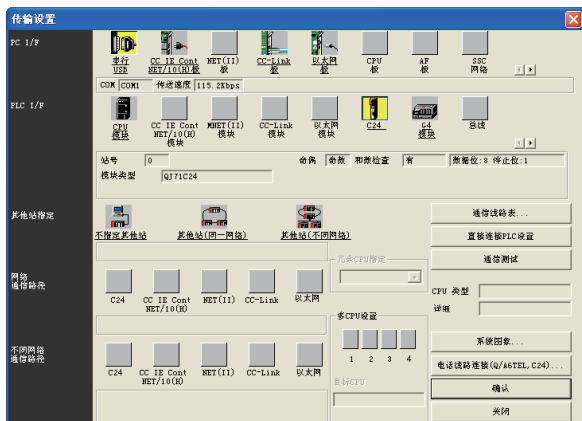 传输设置
PC I/F
串行 USB
CC IE Cont NET/10(H)板
NET(II) 板
CC-Link 板
以太网 板
CPU 板
AF 板
SSC 网络
COM COM1 传送速度 115.2Kbps
PLC I/F
CPU 模块
CC IE Cont NET/10(H) 模块
MNET(II) 模块
CC-Link 模块
以太网 模块
C24
G4 模块
总线
站号 0 奇偶 奇数 和数检查 有 数据位:8 停止位:1
模块类型 QJ71C24
其他站指定
不指定其他站
其他站(同一网络)
其他站(不同网络)
通信线路表...
直接连接PLC设置
通信测试
冗余CPU指定
网络 通信路径
C24
CC IE Cont NET/10(H)
NET(II)
CC-Link
以太网
CPU 类型
详细
多CPU设置
1 2 3 4
目标CPU
不同网络 通信路径
C24
CC IE Cont NET/10(H)
NET(II)
CC-Link
以太网
系统图象...
电话线路连接(Q/A6TEL,C24)...
确认
关闭